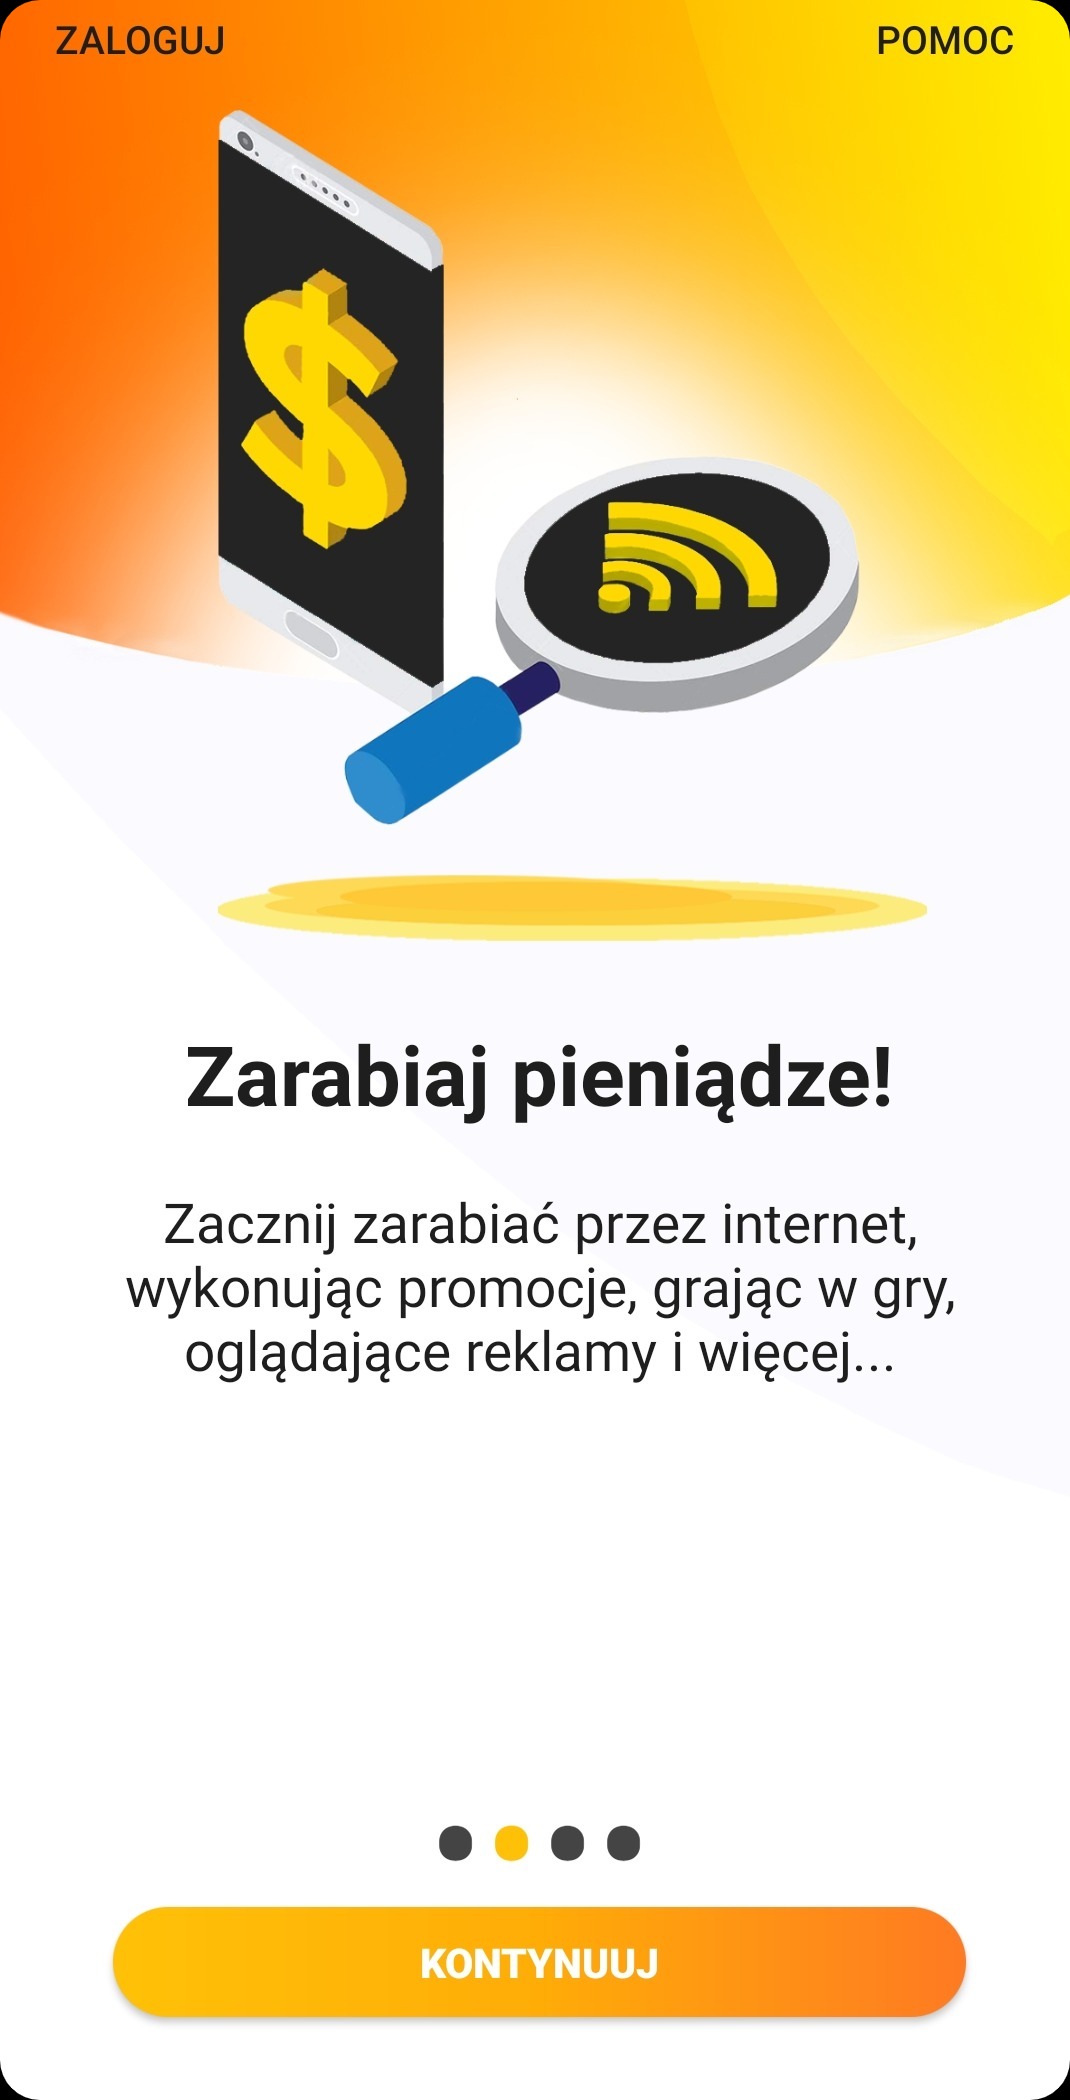 ZALOGUJ
POMOC
Zarabiaj pieniądze!
Zacznij zarabiać przez internet,
wykonując promocje, grając w gry,
oglądające reklamy i więcej...
KONTYNUUJ